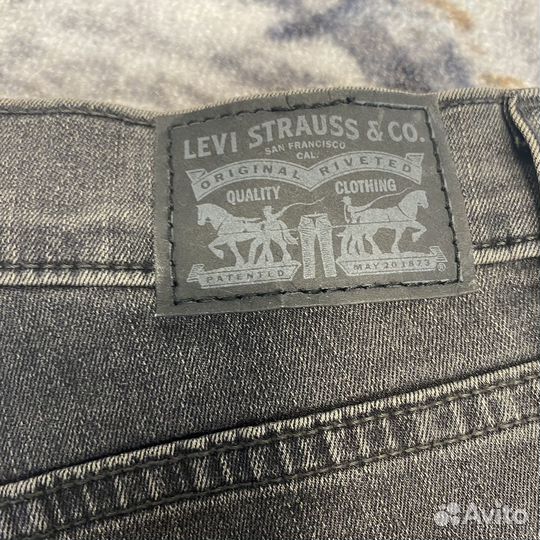 LEVI STRAUSS & CO.
SAN FRANCISCO
CAL.
ORIGINAL RIVETED
QUALITY CLOTHING
PATENTED MAY 20 1873
®
Avito